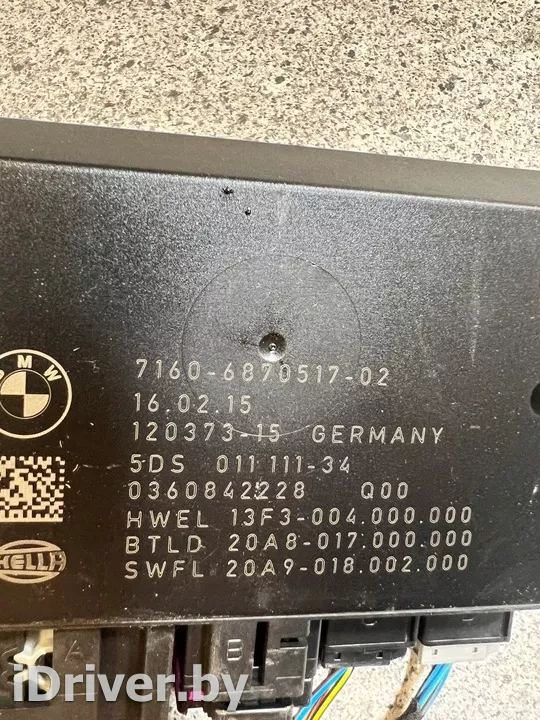 BMW
7160-6870517-02
16.02.15
120373-15 GERMANY
5DS 011 111-34
0360842228 Q00
HWEL 13F3-004.000.000
HELLA
BTLD 20A8-017.000.000
SWFL 20A9-018.002.000
A
B
iDriver.by